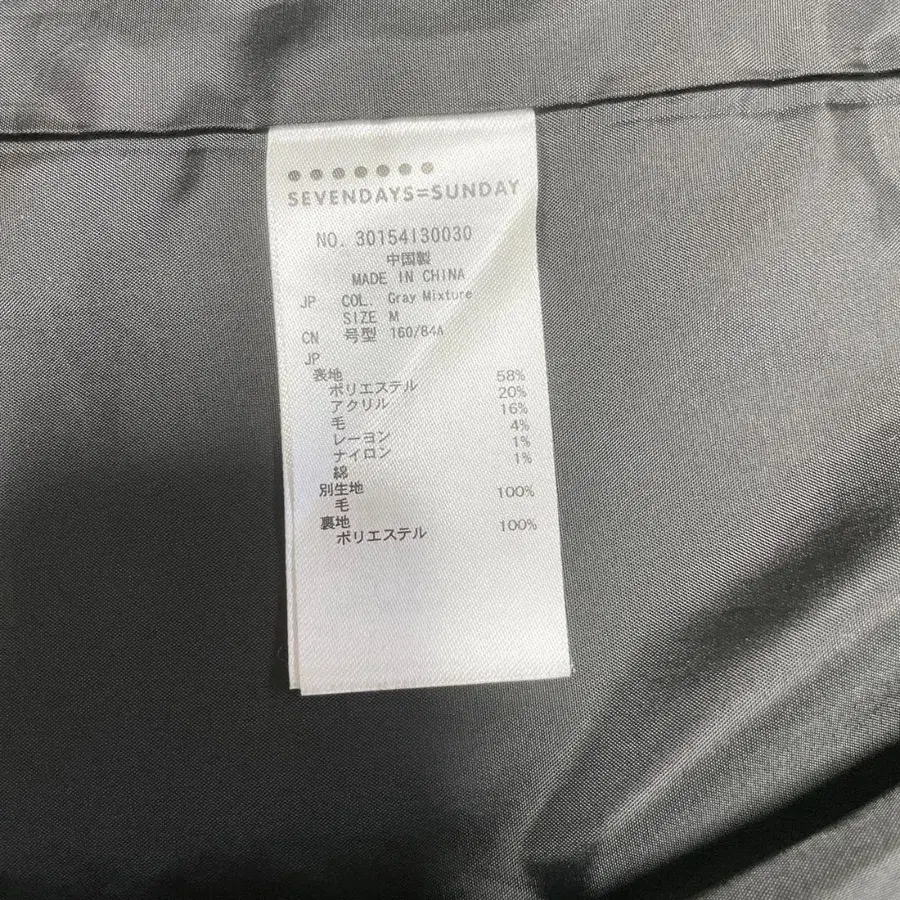 SEVENDAYS=SUNDAY
NO. 30154130030
中国製
MADE IN CHINA
JP COL. Gray Mixture
SIZE M
CN 号型 160/84A
JP
表地
ポリエステル 58%
アクリル 20%
毛 16%
レーヨン 4%
ナイロン 1%
綿 1%
別生地
毛 100%
裏地
ポリエステル 100%